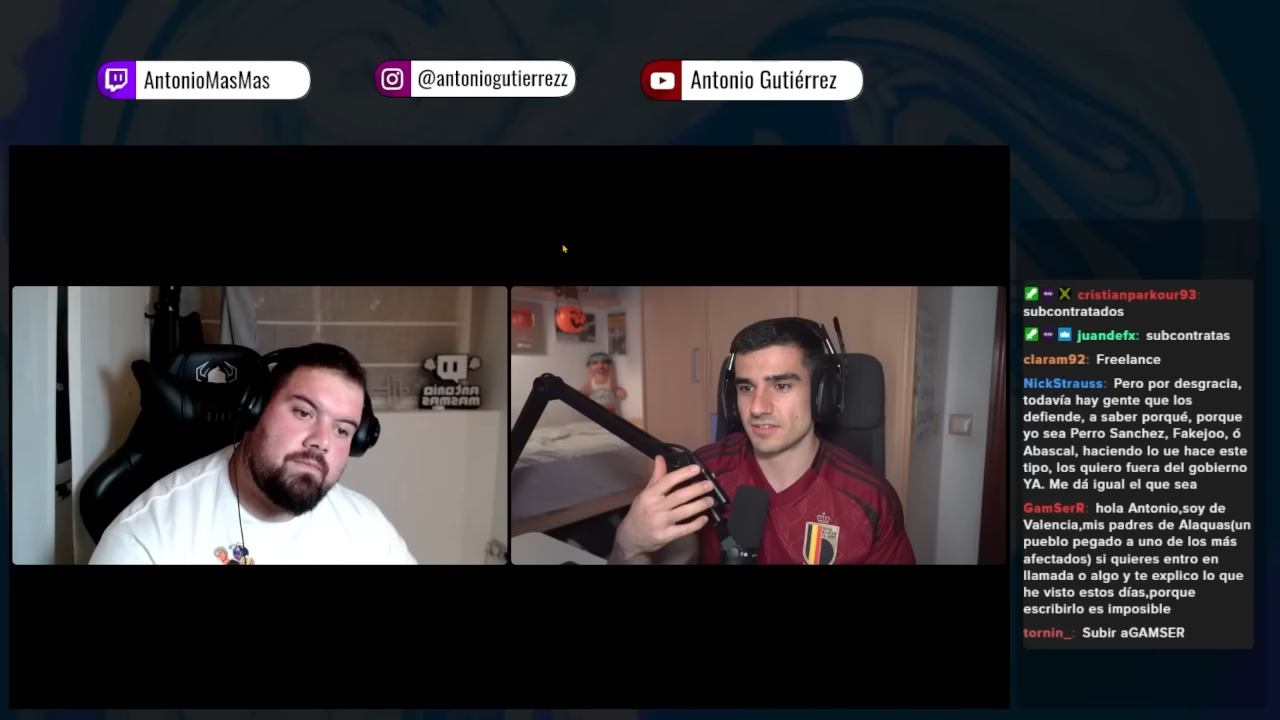 AntonioMasMas
@antoniogutierrezz
Antonio Gutiérrez
ANTONIO
MASMAS
cristianparkour93:
subcontratados
juandefx: subcontratas
claram92: Freelance
NickStrauss: Pero por desgracia,
todavía hay gente que los
defiende, a saber porqué, porque
yo sea Perro Sanchez, Fakejoo, ó
Abascal, haciendo lo ue hace este
tipo, los quiero fuera del gobierno
YA. Me dá igual el que sea
GamSerR: hola Antonio,soy de
Valencia,mis padres de Alaquas(un
pueblo pegado a uno de los más
afectados) si quieres entro en
llamada o algo y te explico lo que
he visto estos días,porque
escribirlo es imposible
tornin_: Subir aGAMSER